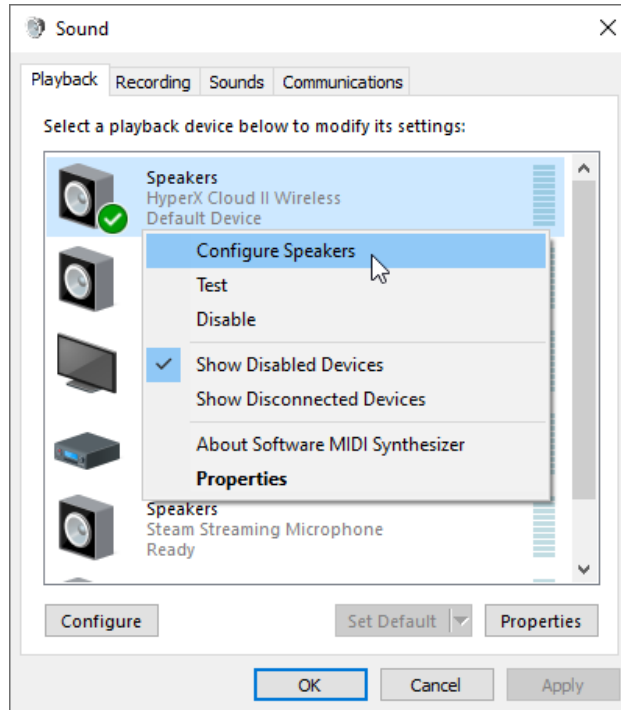 Sound
Playback Recording Sounds Communications
Select a playback device below to modify its settings:
Speakers
HyperX Cloud II Wireless
Default Device
Configure Speakers
Test
Disable
Show Disabled Devices
Show Disconnected Devices
About Software MIDI Synthesizer
Properties
Speakers
Steam Streaming Microphone
Ready
Configure Set Default Properties
OK Cancel Apply